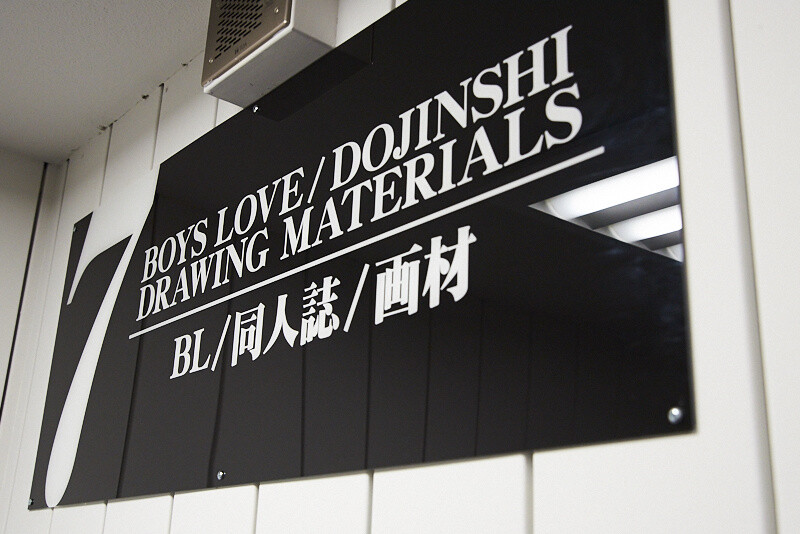 7
BOYS LOVE / DOJINSHI
DRAWING MATERIALS
BL/同人誌/画材